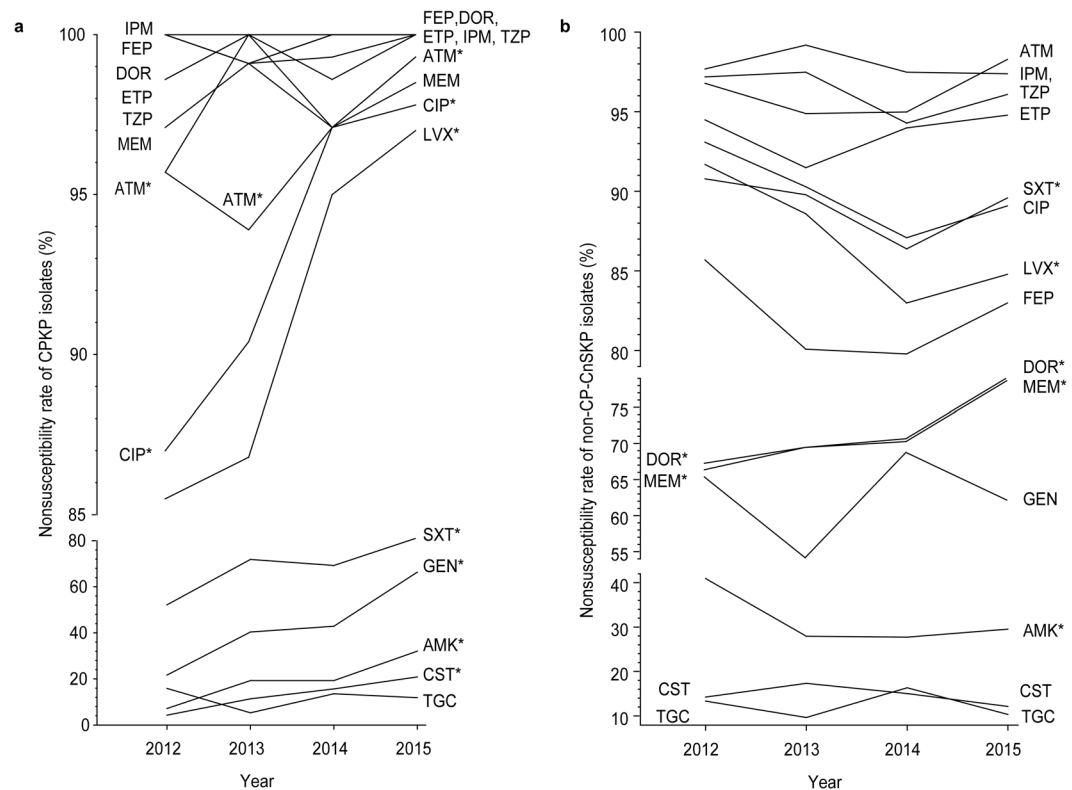 a
Nonsusceptibility rate of CPKP isolates (%)
100
95
90
85
80
60
40
20
0
IPM
FEP
DOR
ETP
TZP
MEM
ATM*
ATM*
CIP*
FEP,DOR,
ETP, IPM, TZP
ATM*
MEM
CIP*
LVX*
SXT*
GEN*
AMK*
CST*
TGC
2012 2013 2014 2015
Year
b
Nonsusceptibility rate of non-CP-CnSKP isolates (%)
100
95
90
85
80
75
70
65
60
55
40
30
20
10
DOR*
MEM*
CST
TGC
ATM
IPM,
TZP
ETP
SXT*
CIP
LVX*
FEP
DOR*
MEM*
GEN
AMK*
CST
TGC
2012 2013 2014 2015
Year